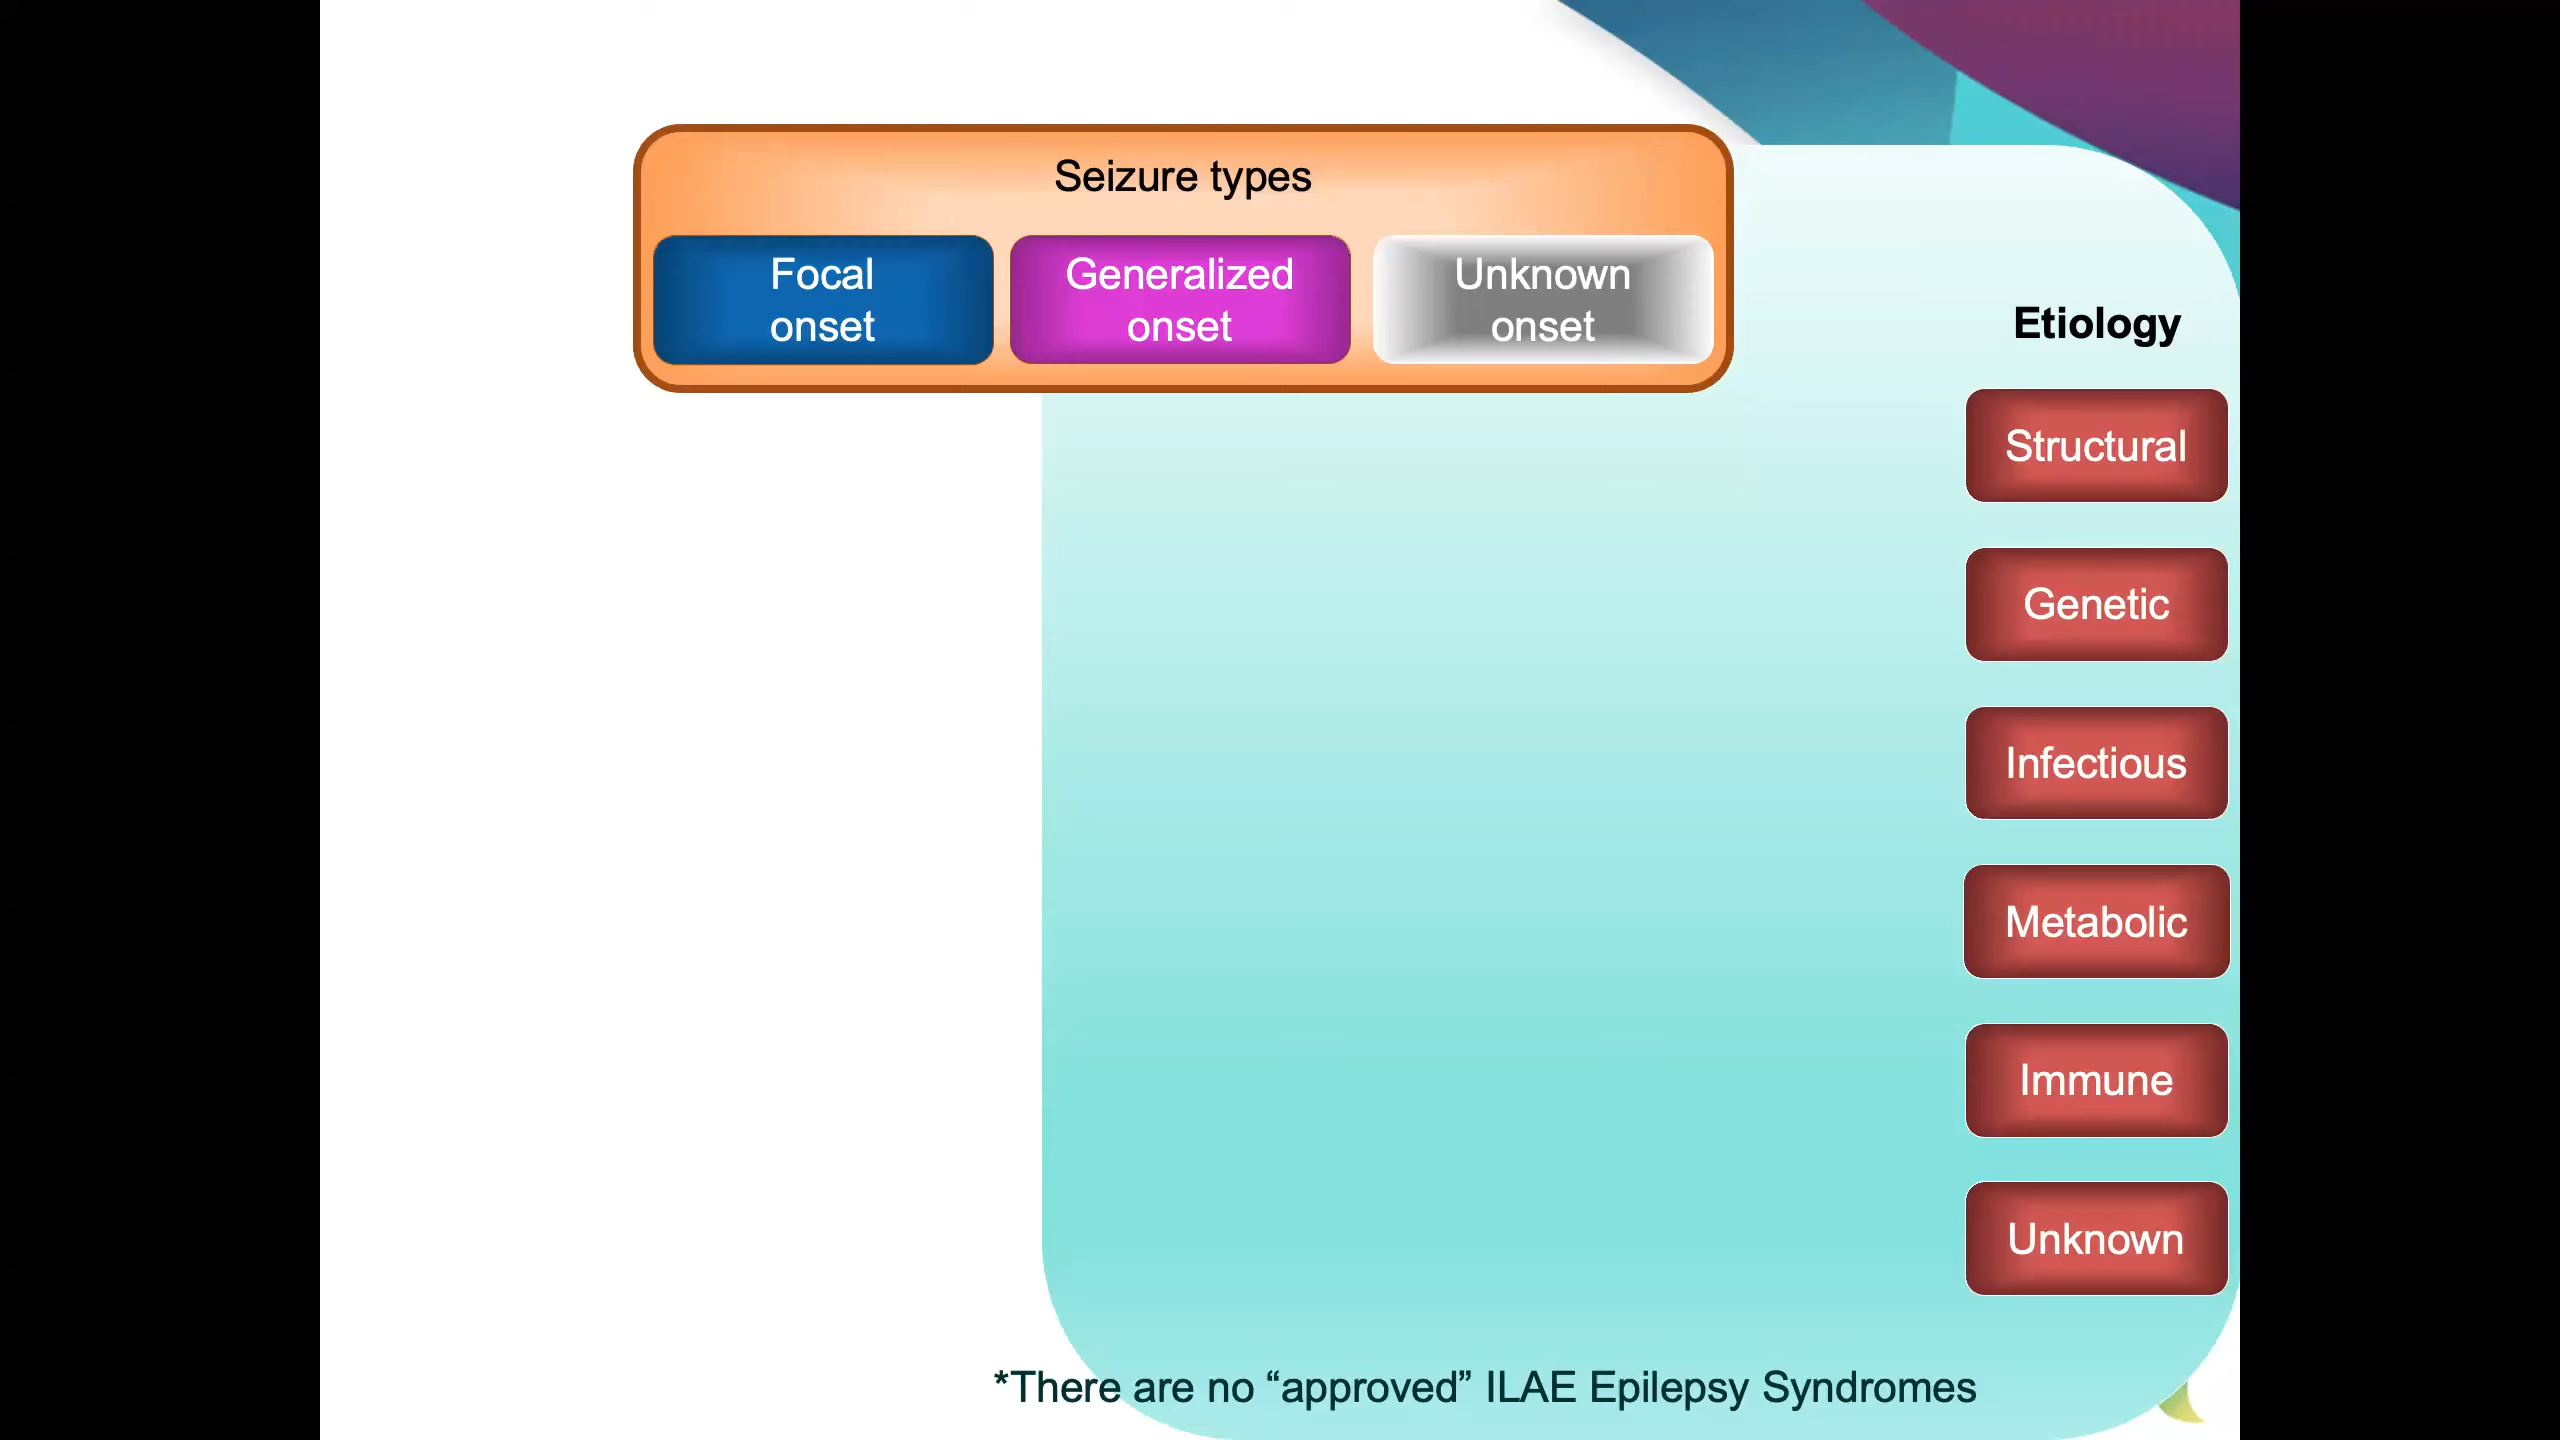 Seizure types
Focal
onset
Generalized
onset
Unknown
onset
Etiology
Structural
Genetic
Infectious
Metabolic
Immune
Unknown
*There are no “approved” ILAE Epilepsy Syndromes